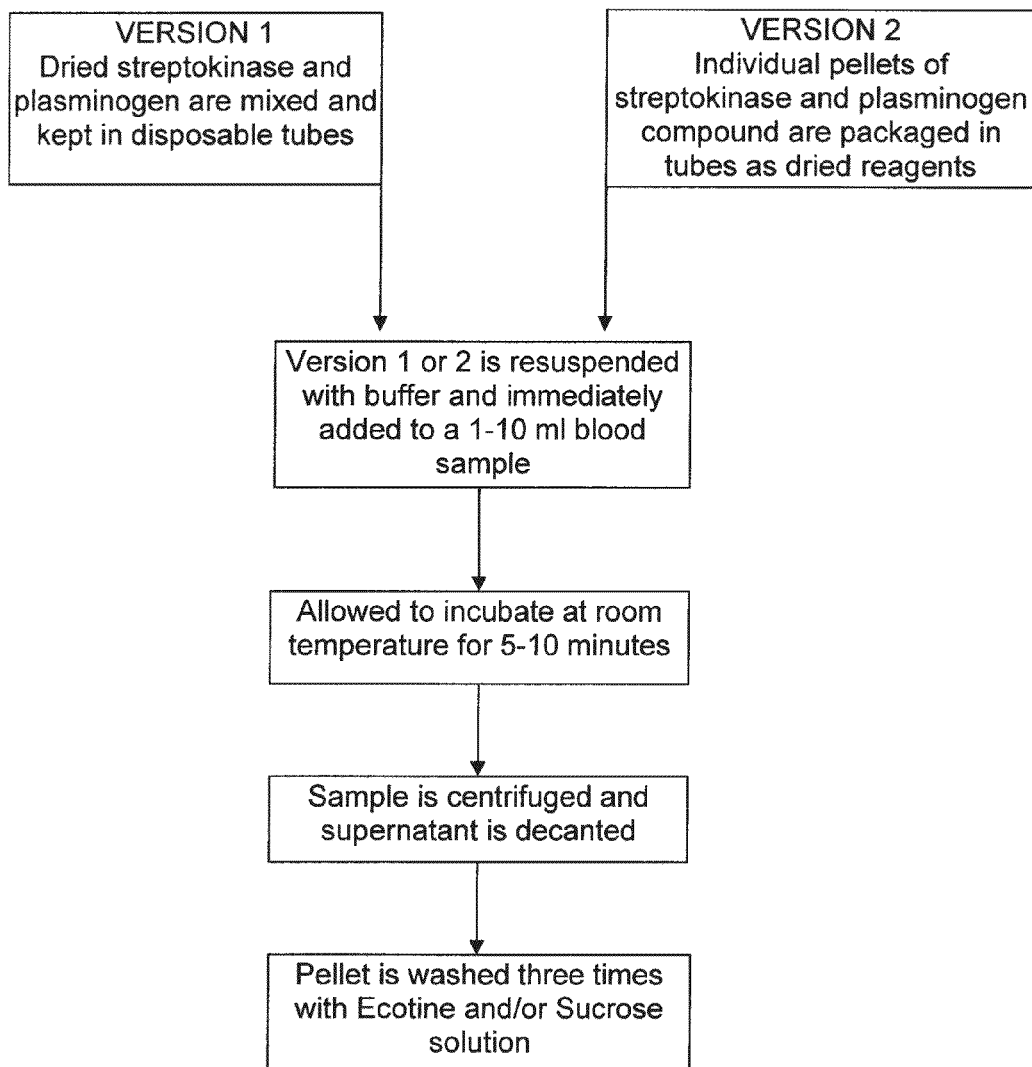 VERSION 1
Dried streptokinase and
plasminogen are mixed and
kept in disposable tubes
VERSION 2
Individual pellets of
streptokinase and plasminogen
compound are packaged in
tubes as dried reagents
Version 1 or 2 is resuspended
with buffer and immediately
added to a 1-10 ml blood
sample
Allowed to incubate at room
temperature for 5-10 minutes
Sample is centrifuged and
supernatant is decanted
Pellet is washed three times
with Ecotine and/or Sucrose
solution